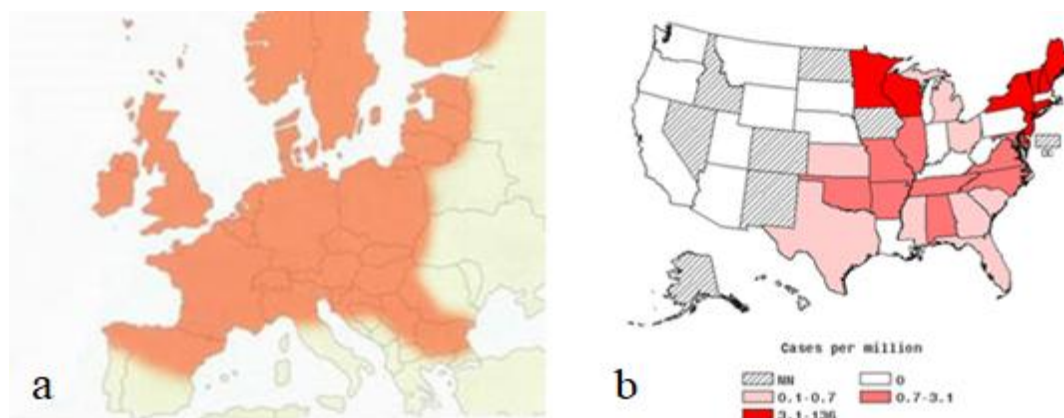 a
b
DC
Cases per million
NN
0
0.1-0.7
0.7-3.1
3.1-136